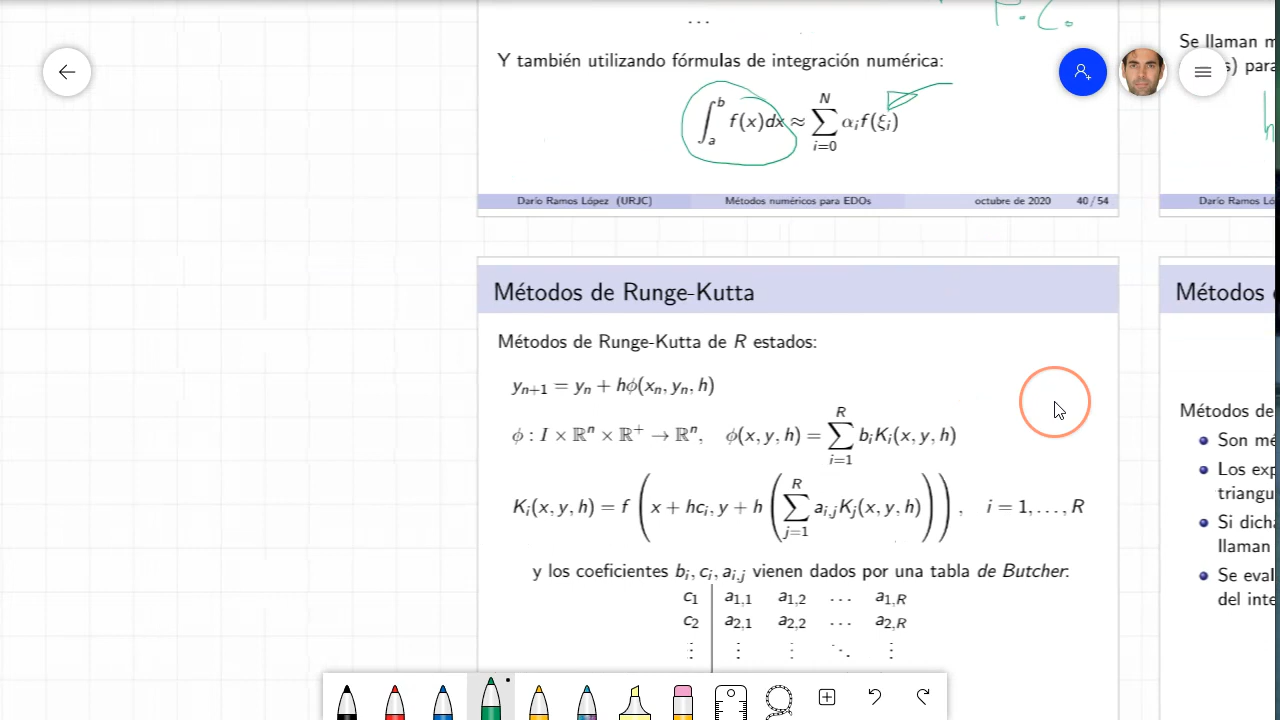 P.C.
...
Y también utilizando fórmulas de integración numérica:
∫_a^b f(x)dx ≈ ∑_{i=0}^{N} α_i f(ξ_i)
Darío Ramos López (URJC) Métodos numéricos para EDOs octubre de 2020 40 / 54
Métodos de Runge-Kutta
Métodos de Runge-Kutta de R estados:
y_{n+1} = y_n + hϕ(x_n, y_n, h)
ϕ : I × ℝ^n × ℝ^+ → ℝ^n, ϕ(x, y, h) = ∑_{i=1}^{R} b_i K_i(x, y, h)
K_i(x, y, h) = f ( x + hc_i, y + h ( ∑_{j=1}^{R} a_{i,j} K_j(x, y, h) ) ) , i = 1, ..., R
y los coeficientes b_i, c_i, a_{i,j} vienen dados por una tabla de Butcher:
c_1 | a_{1,1} a_{1,2} ... a_{1,R}
c_2 | a_{2,1} a_{2,2} ... a_{2,R}
⋮ | ⋮ ⋮ ⋱ ⋮
Se llaman m
s) para
h
Darío Ramos Ló
Métodos
Métodos de
Son mé
Los exp
triangu
Si dicha
llaman
Se eval
del inte